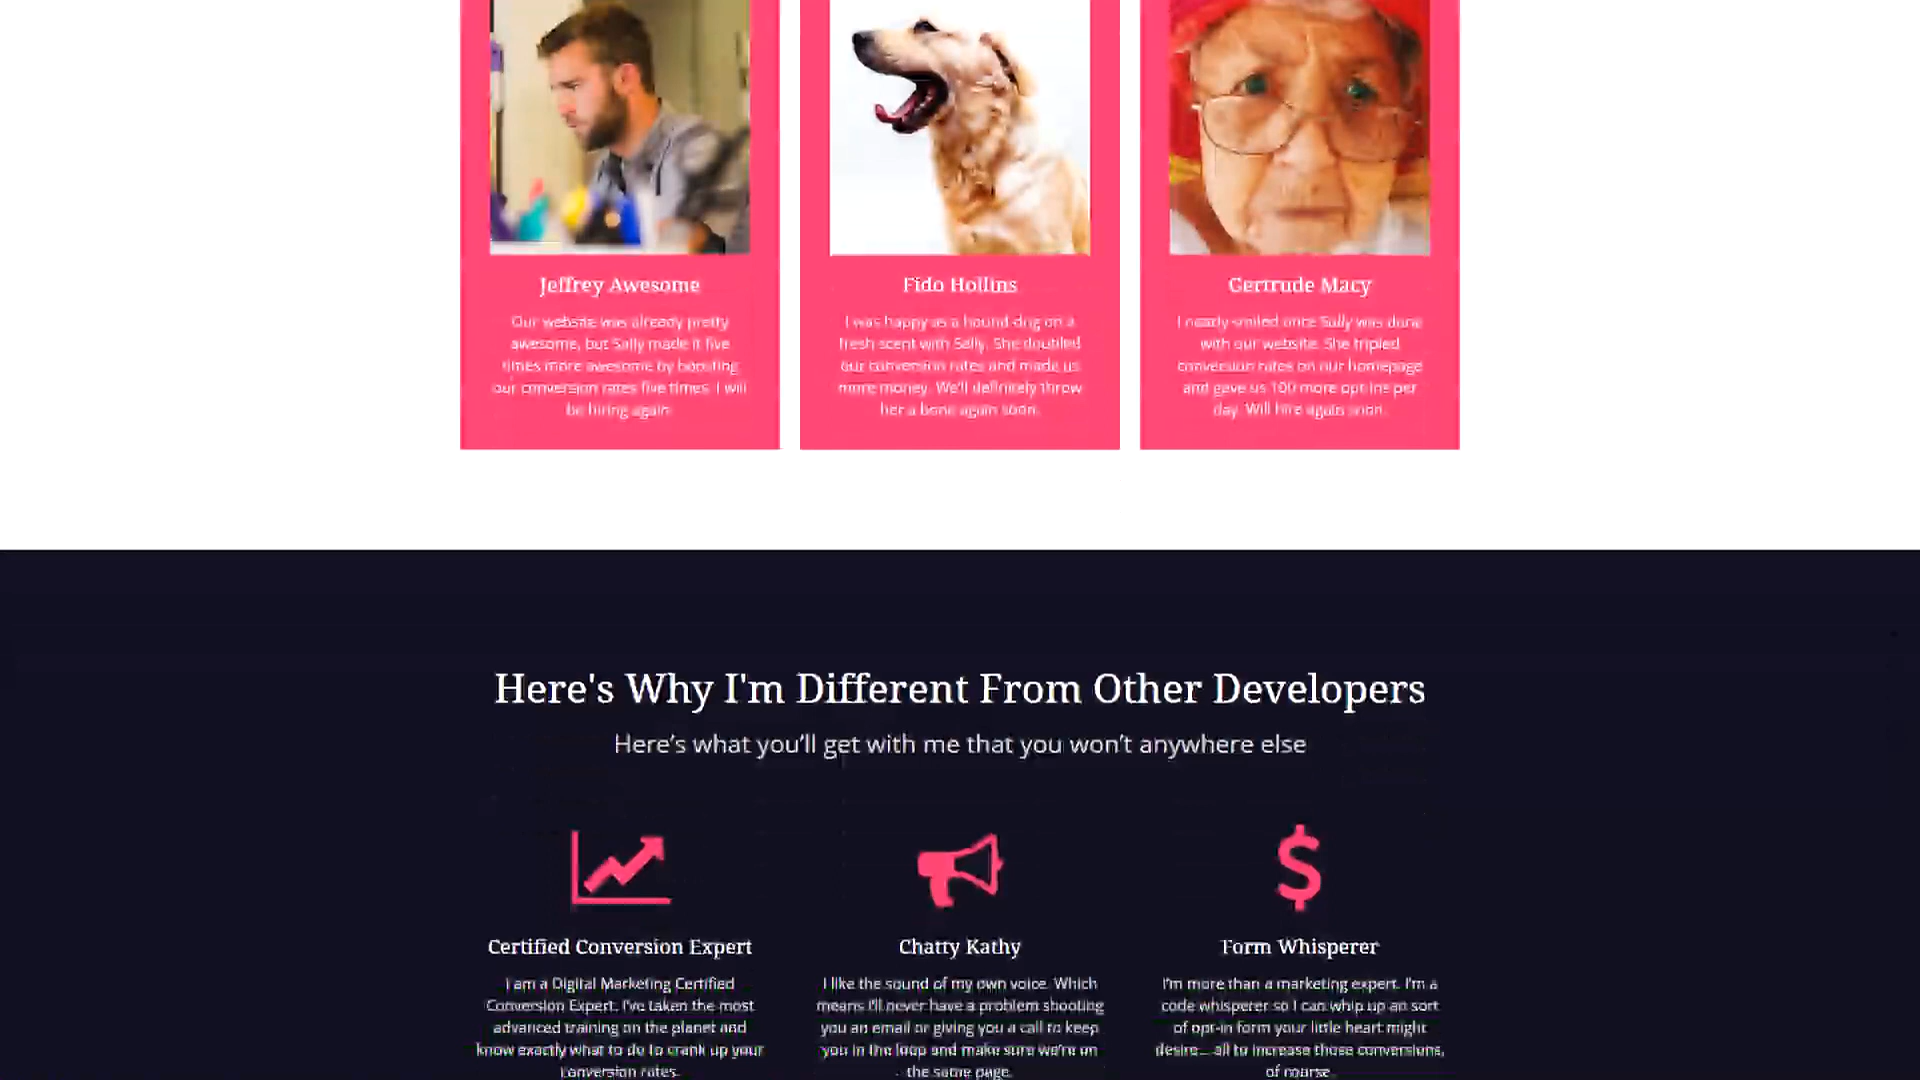 Jeffrey Awesome
Our website was already pretty
awesome, but Sally made it five
times more awesome by boosting
our conversion rates five times. I will
be hiring again.
Fido Hollins
I was happy as a hound dog on a
fresh scent with Sally. She doubled
our conversion rates and made us
more money. We'll definitely throw
her a bone again soon.
Gertrude Macy
I nearly smiled once Sally was done
with our website. She tripled
conversion rates on our homepage
and gave us 100 more opt-ins per
day. Will hire again soon.
Here's Why I'm Different From Other Developers
Here’s what you’ll get with me that you won’t anywhere else
Certified Conversion Expert
I am a Digital Marketing Certified
Conversion Expert. I've taken the most
advanced training on the planet and
know exactly what to do to crank up your
conversion rates.
Chatty Kathy
I like the sound of my own voice. Which
means I'll never have a problem shooting
you an email or giving you a call to keep
you in the loop and make sure we're on
the same page.
Form Whisperer
I'm more than a marketing expert. I'm a
code whisperer so I can whip up an sort
of opt-in form your little heart might
desire... all to increase those conversions,
of course.